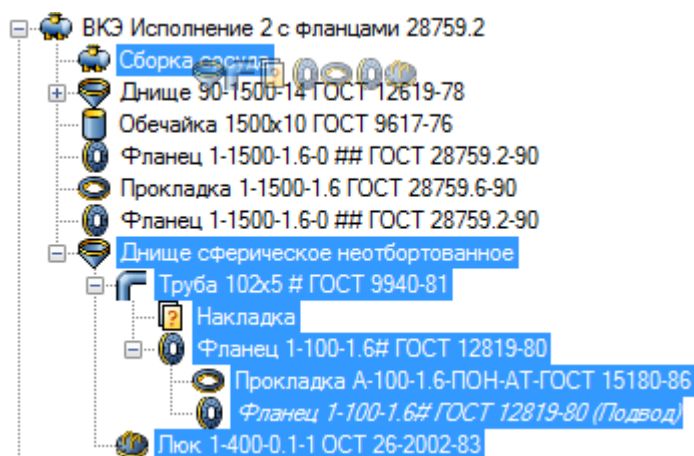 ВКЭ Исполнение 2 с фланцами 28759.2
Сборка сосуда
Днище 90-1500-14 ГОСТ 12619-78
Обечайка 1500x10 ГОСТ 9617-76
Фланец 1-1500-1.6-0 ## ГОСТ 28759.2-90
Прокладка 1-1500-1.6 ГОСТ 28759.6-90
Фланец 1-1500-1.6-0 ## ГОСТ 28759.2-90
Днище сферическое неотбортованное
Труба 102x5 # ГОСТ 9940-81
Накладка
Фланец 1-100-1.6# ГОСТ 12819-80
Прокладка А-100-1.6-ПОН-АТ-ГОСТ 15180-86
Фланец 1-100-1.6# ГОСТ 12819-80 (Подвод)
Люк 1-400-0.1-1 ОСТ 26-2002-83